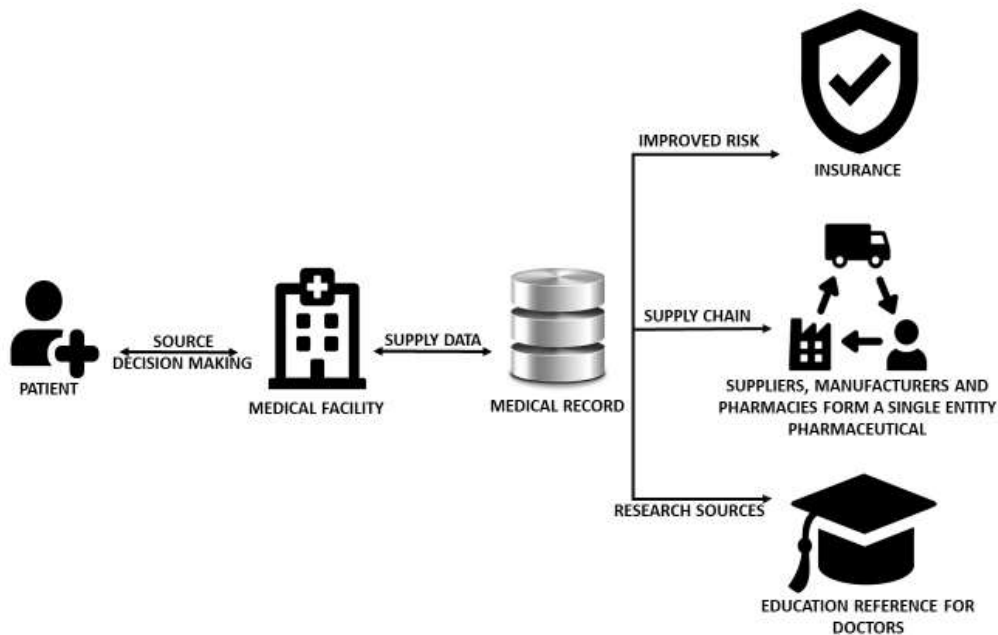 IMPROVED RISK
INSURANCE
SOURCE
DECISION MAKING
PATIENT
MEDICAL FACILITY
SUPPLY DATA
MEDICAL RECORD
SUPPLY CHAIN
SUPPLIERS, MANUFACTURERS AND
PHARMACIES FORM A SINGLE ENTITY
PHARMACEUTICAL
RESEARCH SOURCES
EDUCATION REFERENCE FOR
DOCTORS